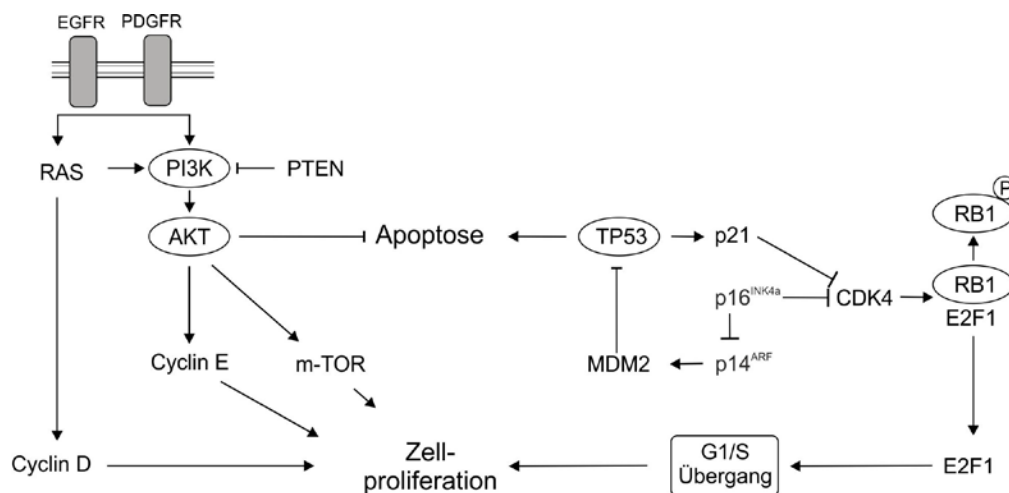 EGFR PDGFR
RAS PI3K PTEN
P
RB1
AKT Apoptose TP53 p21
p16INK4a CDK4 RB1
E2F1
Cyclin E m-TOR MDM2 p14ARF
Cyclin D Zell-
proliferation
G1/S
Übergang
E2F1